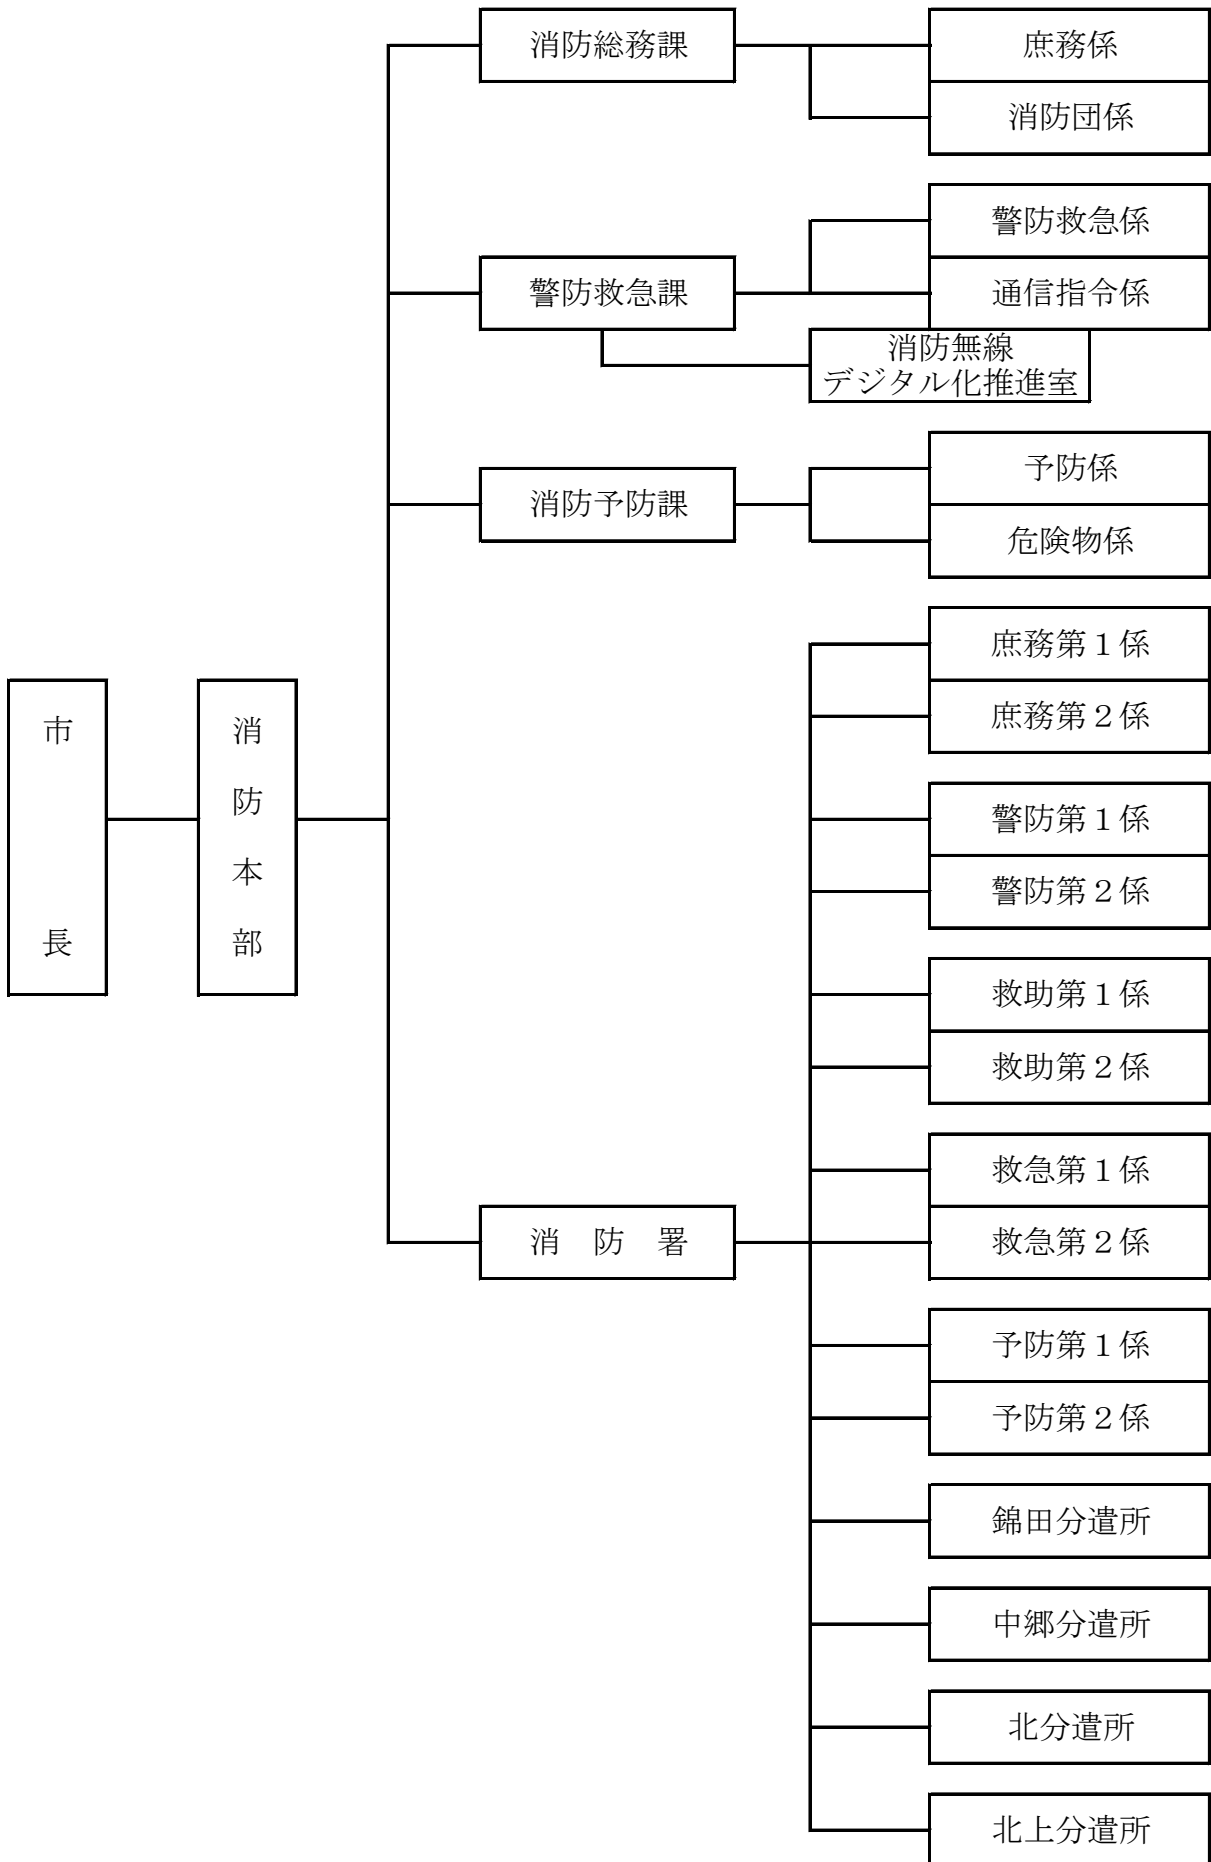 市長
消防本部
消防総務課
庶務係
消防団係
警防救急課
警防救急係
通信指令係
消防無線
デジタル化推進室
消防予防課
予防係
危険物係
消　防　署
庶務第１係
庶務第２係
警防第１係
警防第２係
救助第１係
救助第２係
救急第１係
救急第２係
予防第１係
予防第２係
錦田分遣所
中郷分遣所
北分遣所
北上分遣所